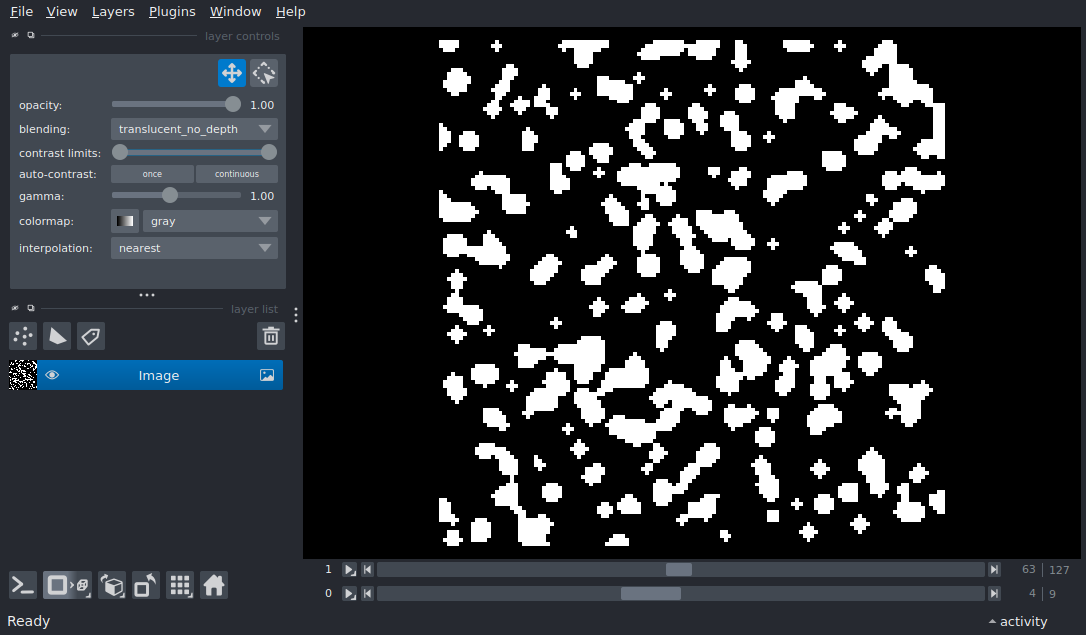 File View Layers Plugins Window Help
layer controls
opacity: 1.00
blending: translucent_no_depth
contrast limits:
auto-contrast: once continuous
gamma: 1.00
colormap: gray
interpolation: nearest
layer list
Image
1 63 127
0 4 9
Ready activity